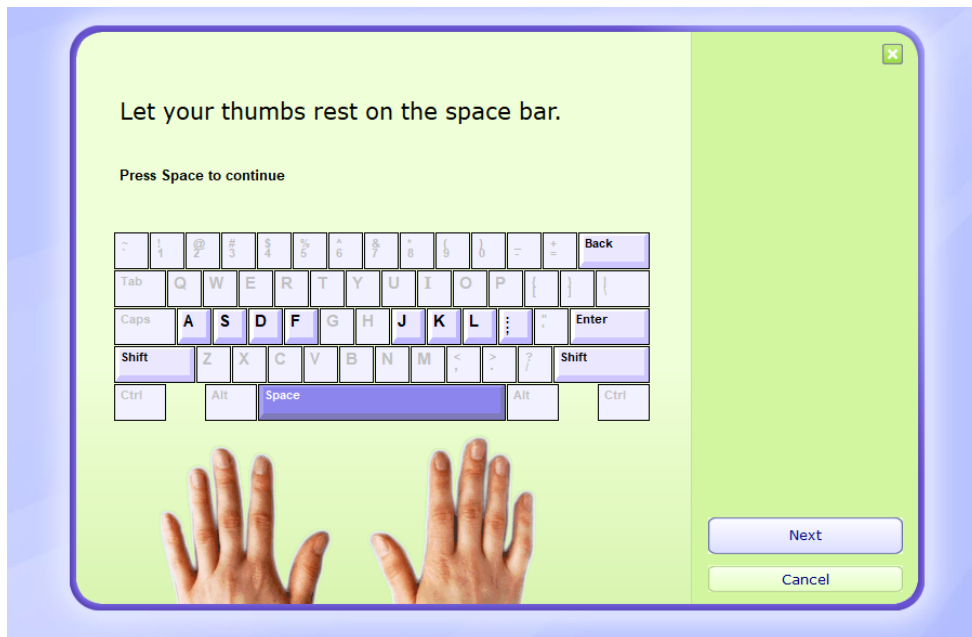 Let your thumbs rest on the space bar.
Press Space to continue
~ ! @ # $ % ^ & * ( ) _ + Back
` 1 2 3 4 5 6 7 8 9 0 - =
Tab Q W E R T Y U I O P { } |
[ ] \
Caps A S D F G H J K L : " Enter
; '
Shift Z X C V B N M < > ? Shift
, . /
Ctrl Alt Space Alt Ctrl
Next
Cancel